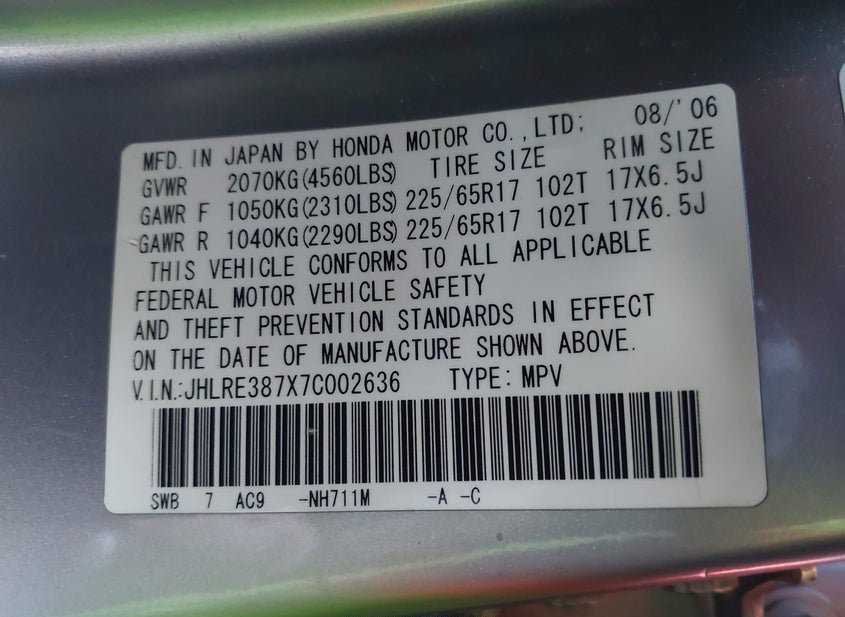 MFD. IN JAPAN BY HONDA MOTOR CO.,LTD; 08/'06
GVWR 2070KG(4560LBS) TIRE SIZE RIM SIZE
GAWR F 1050KG(2310LBS) 225/65R17 102T 17X6.5J
GAWR R 1040KG(2290LBS) 225/65R17 102T 17X6.5J
THIS VEHICLE CONFORMS TO ALL APPLICABLE
FEDERAL MOTOR VEHICLE SAFETY
AND THEFT PREVENTION STANDARDS IN EFFECT
ON THE DATE OF MANUFACTURE SHOWN ABOVE.
V.I.N.:JHLRE387X7C002636 TYPE: MPV
SWB 7 AC9 -NH711M -A -C